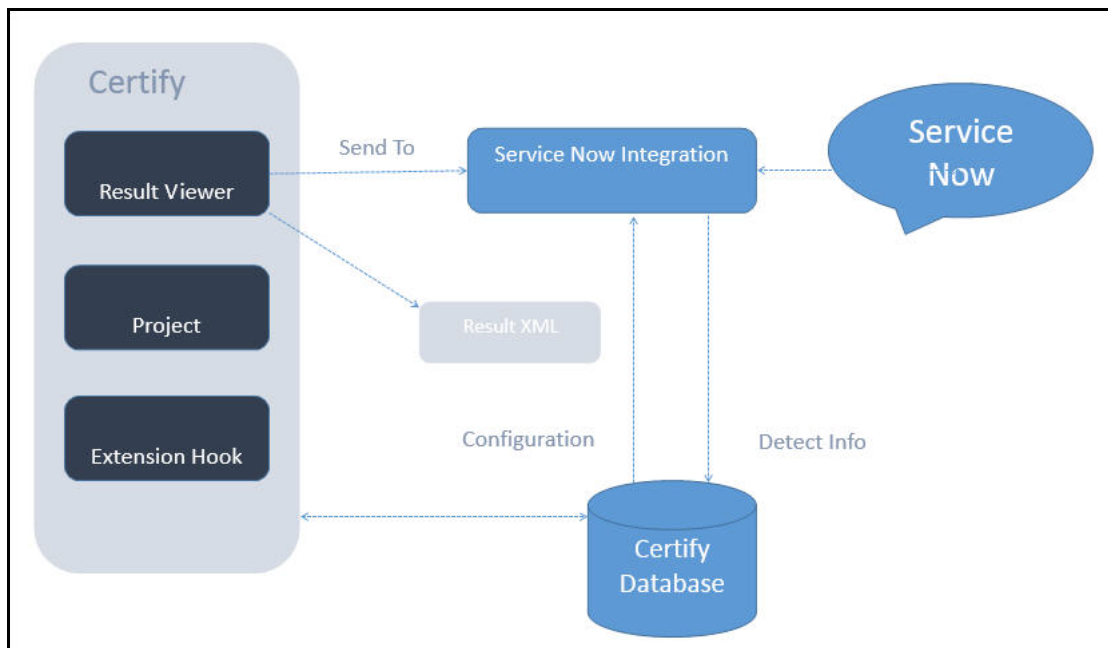 Certify
Result Viewer
Project
Extension Hook
Send To
Service Now Integration
Service
Now
Result XML
Configuration
Detect Info
Certify
Database